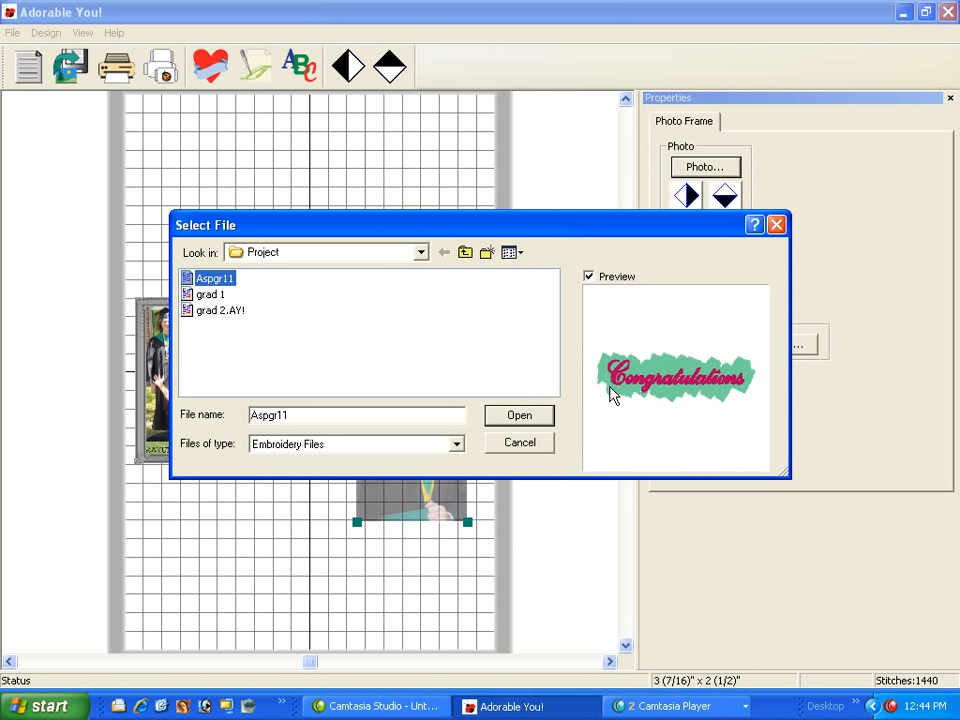 Adorable You!
File Design View Help
ABC
Properties
Photo Frame
Photo
Photo...
Select File
Look in: Project
Aspgr11
grad 1
grad 2.AY!
Preview
Congratulations
File name: Aspgr11
Open
Files of type: Embroidery Files
Cancel
...
Status
3 (7/16)" x 2 (1/2)"
Stitches:1440
start
Camtasia Studio - Unt...
Adorable You!
2 Camtasia Player
Desktop
12:44 PM